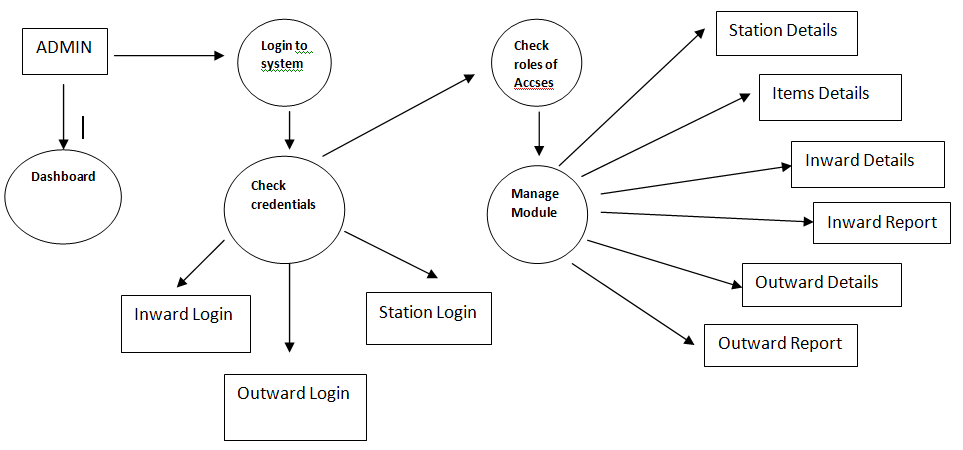 ADMIN
Login to
system
Check
roles of
Accses
Station Details
Items Details
Dashboard
Check
credentials
Manage
Module
Inward Details
Inward Report
Outward Details
Outward Report
Inward Login
Station Login
Outward Login